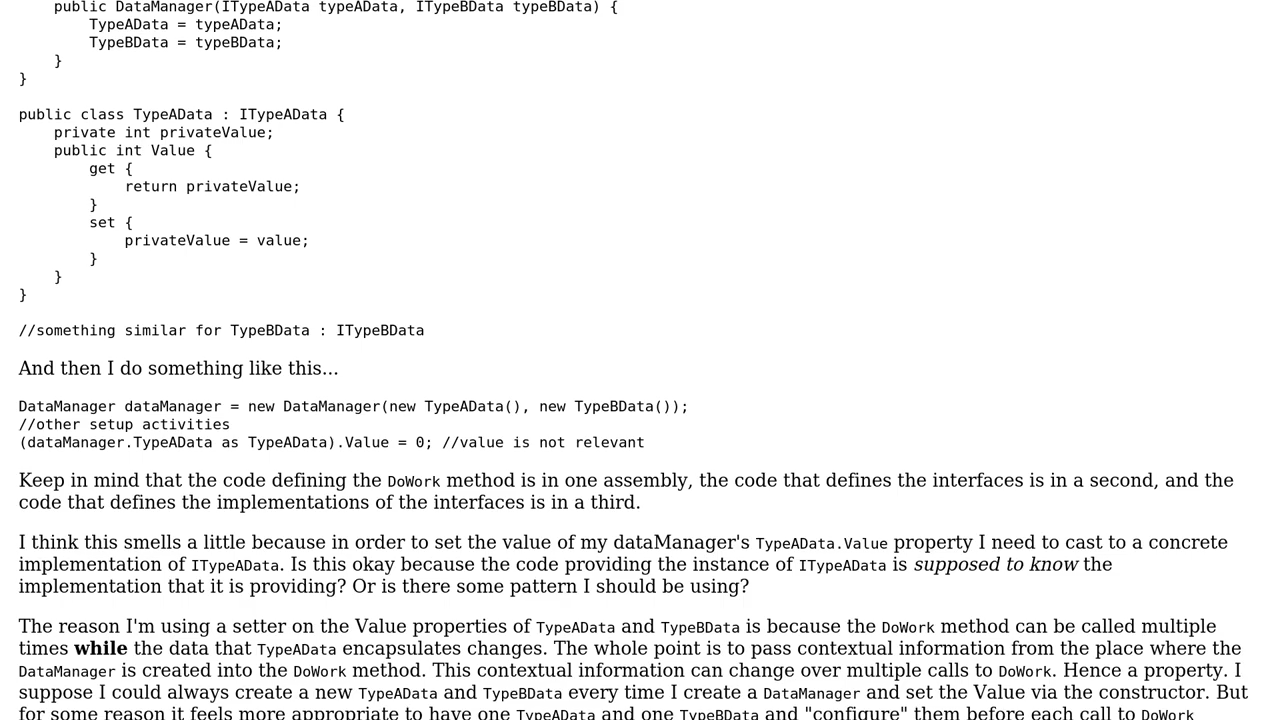 public DataManager(ITypeAData typeAData, ITypeBData typeBData) {
        TypeAData = typeAData;
        TypeBData = typeBData;
    }
}
public class TypeAData : ITypeAData {
    private int privateValue;
    public int Value {
        get {
            return privateValue;
        }
        set {
            privateValue = value;
        }
    }
}
//something similar for TypeBData : ITypeBData
And then I do something like this...
DataManager dataManager = new DataManager(new TypeAData(), new TypeBData());
//other setup activities
(dataManager.TypeAData as TypeAData).Value = 0; //value is not relevant
Keep in mind that the code defining the DoWork method is in one assembly, the code that defines the interfaces is in a second, and the
code that defines the implementations of the interfaces is in a third.
I think this smells a little because in order to set the value of my dataManager's TypeAData.Value property I need to cast to a concrete
implementation of ITypeAData. Is this okay because the code providing the instance of ITypeAData is supposed to know the
implementation that it is providing? Or is there some pattern I should be using?
The reason I'm using a setter on the Value properties of TypeAData and TypeBData is because the DoWork method can be called multiple
times while the data that TypeAData encapsulates changes. The whole point is to pass contextual information from the place where the
DataManager is created into the DoWork method. This contextual information can change over multiple calls to DoWork. Hence a property. I
suppose I could always create a new TypeAData and TypeBData every time I create a DataManager and set the Value via the constructor. But
for some reason it feels more appropriate to have one TypeAData and one TypeBData and "configure" them before each call to DoWork